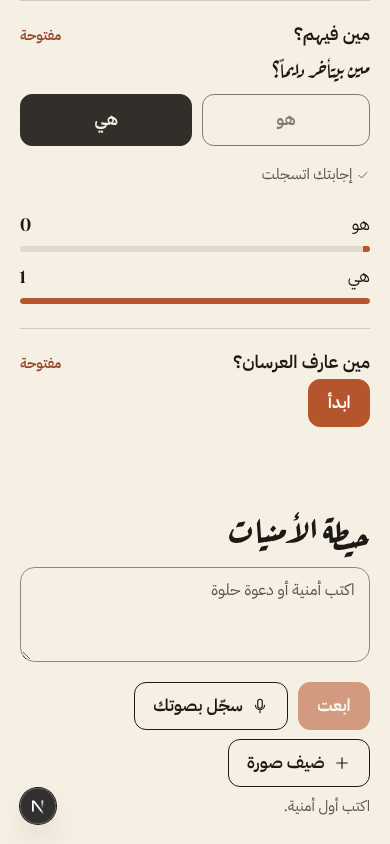 مين فيهم؟ مفتوحة
مين بيتأخر دايماً؟
هو هي
إجابتك اتسجلت
هو 0
هي 1
مين عارف العرسان؟ مفتوحة
ابدأ
حيطة الأمنيات
اكتب أمنية أو دعوة حلوة
ابعت سجّل بصوتك
ضيف صورة
اكتب أول أمنية.
N